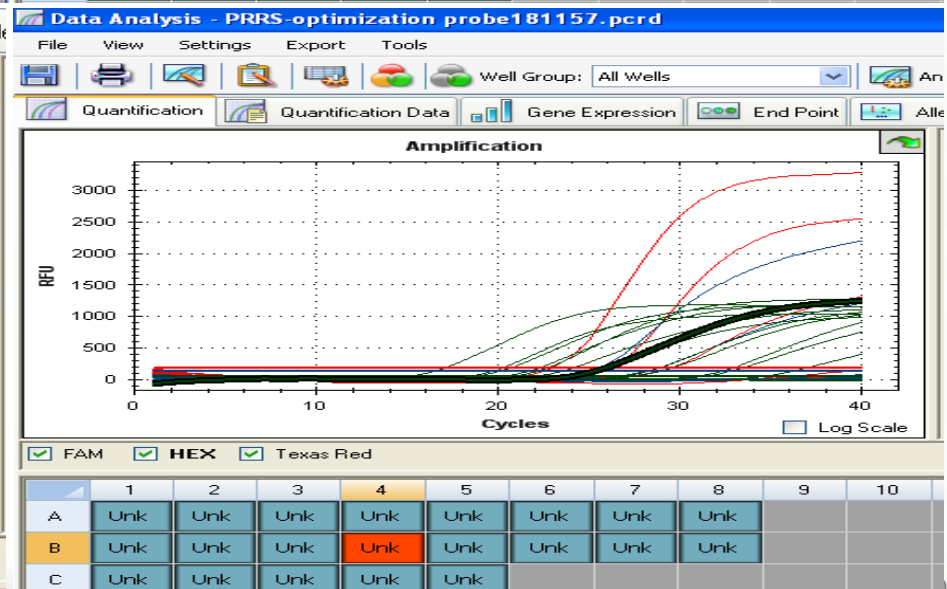 Data Analysis - PRRS-optimization probe181157.pcrd
File View Settings Export Tools
Well Group: All Wells An
Quantification Quantification Data Gene Expression End Point Alle
Amplification
3000
2500
2000
1500
1000
500
0
RFU
0 10 20 30 40
Cycles
Log Scale
FAM HEX Texas Red
1 2 3 4 5 6 7 8 9 10
A Unk Unk Unk Unk Unk Unk Unk Unk
B Unk Unk Unk Unk Unk Unk Unk Unk
C Unk Unk Unk Unk Unk